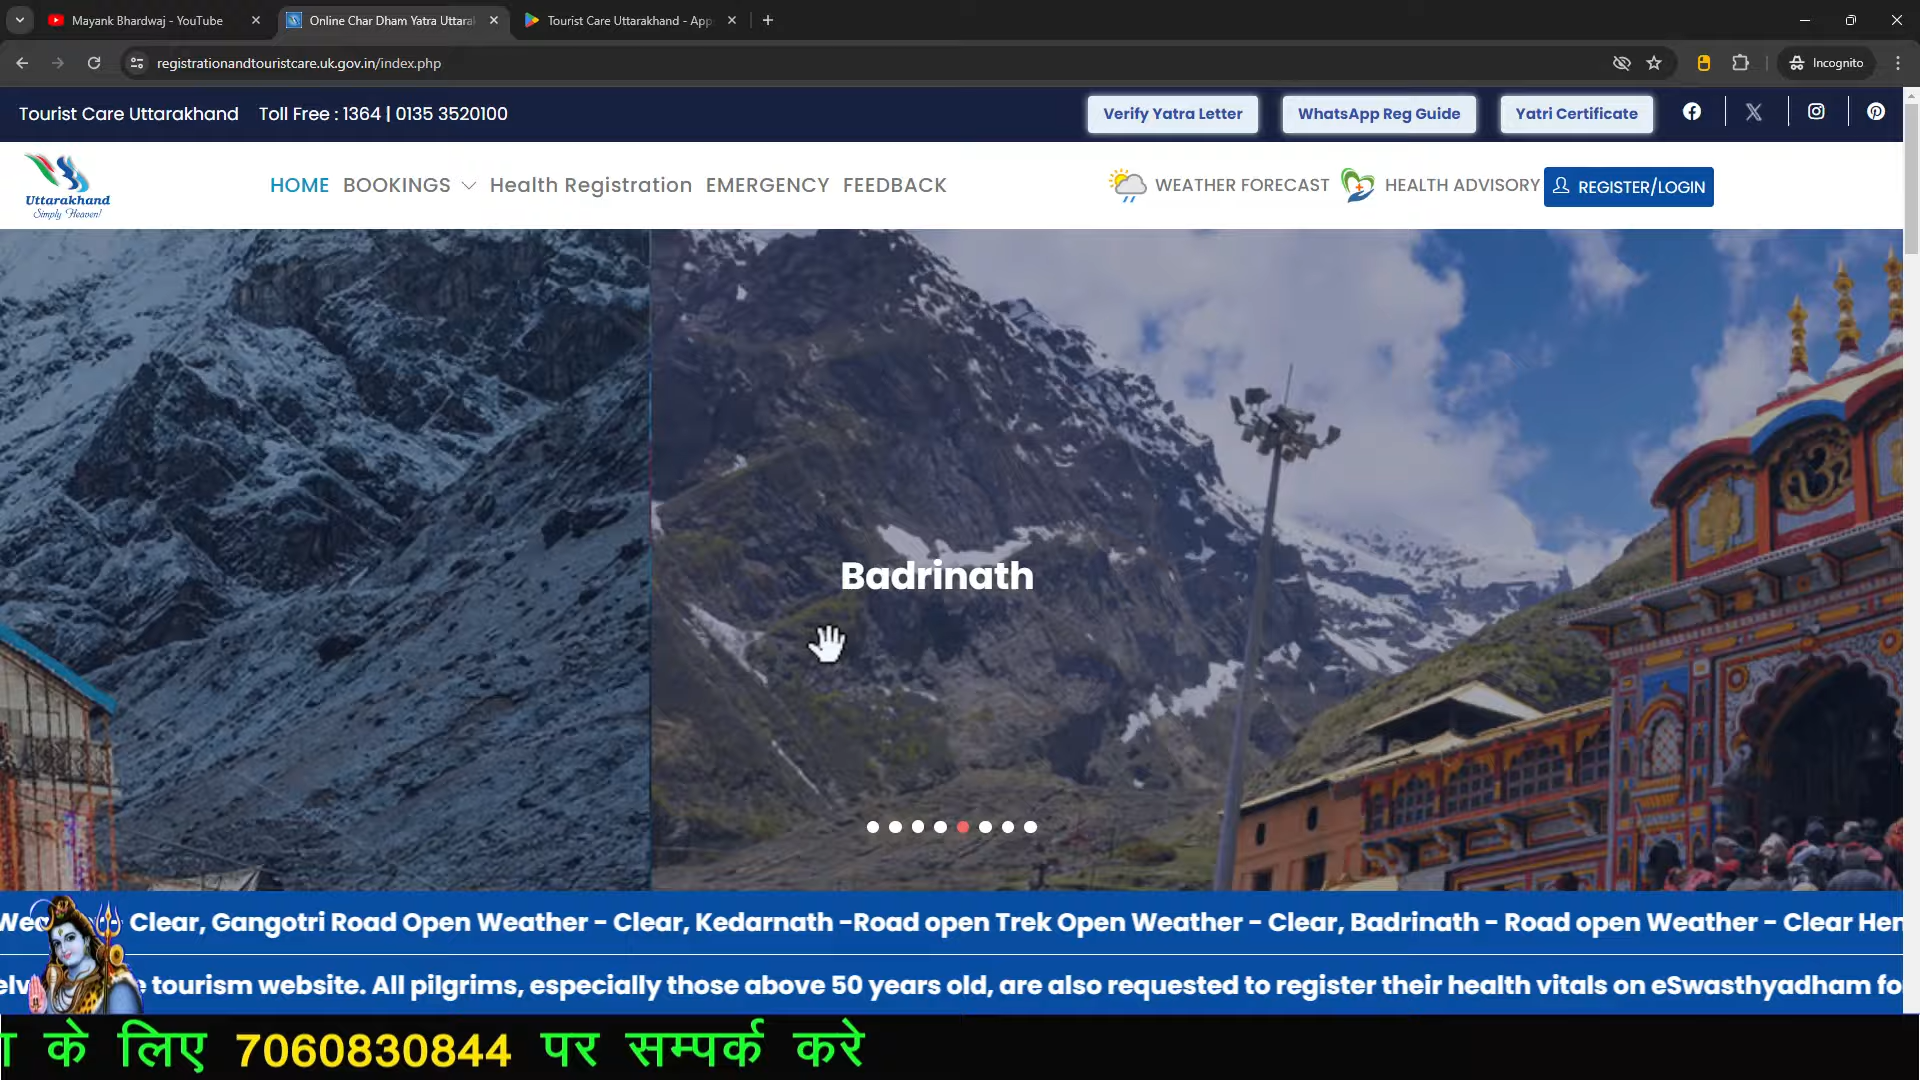 Mayank Bhardwaj - YouTube
Online Char Dham Yatra Uttara
Tourist Care Uttarakhand - App
registrationandtouristcare.uk.gov.in/index.php
Incognito
Tourist Care Uttarakhand Toll Free : 1364 | 0135 3520100
Verify Yatra Letter WhatsApp Reg Guide Yatri Certificate
Uttarakhand
Simply Heaven!
HOME BOOKINGS Health Registration EMERGENCY FEEDBACK
WEATHER FORECAST HEALTH ADVISORY REGISTER/LOGIN
Badrinath
Clear, Gangotri Road Open Weather - Clear, Kedarnath -Road open Trek Open Weather - Clear, Badrinath - Road open Weather - Clear Hen
tourism website. All pilgrims, especially those above 50 years old, are also requested to register their health vitals on eSwasthyadham fo
के लिए 7060830844 पर सम्पर्क करे